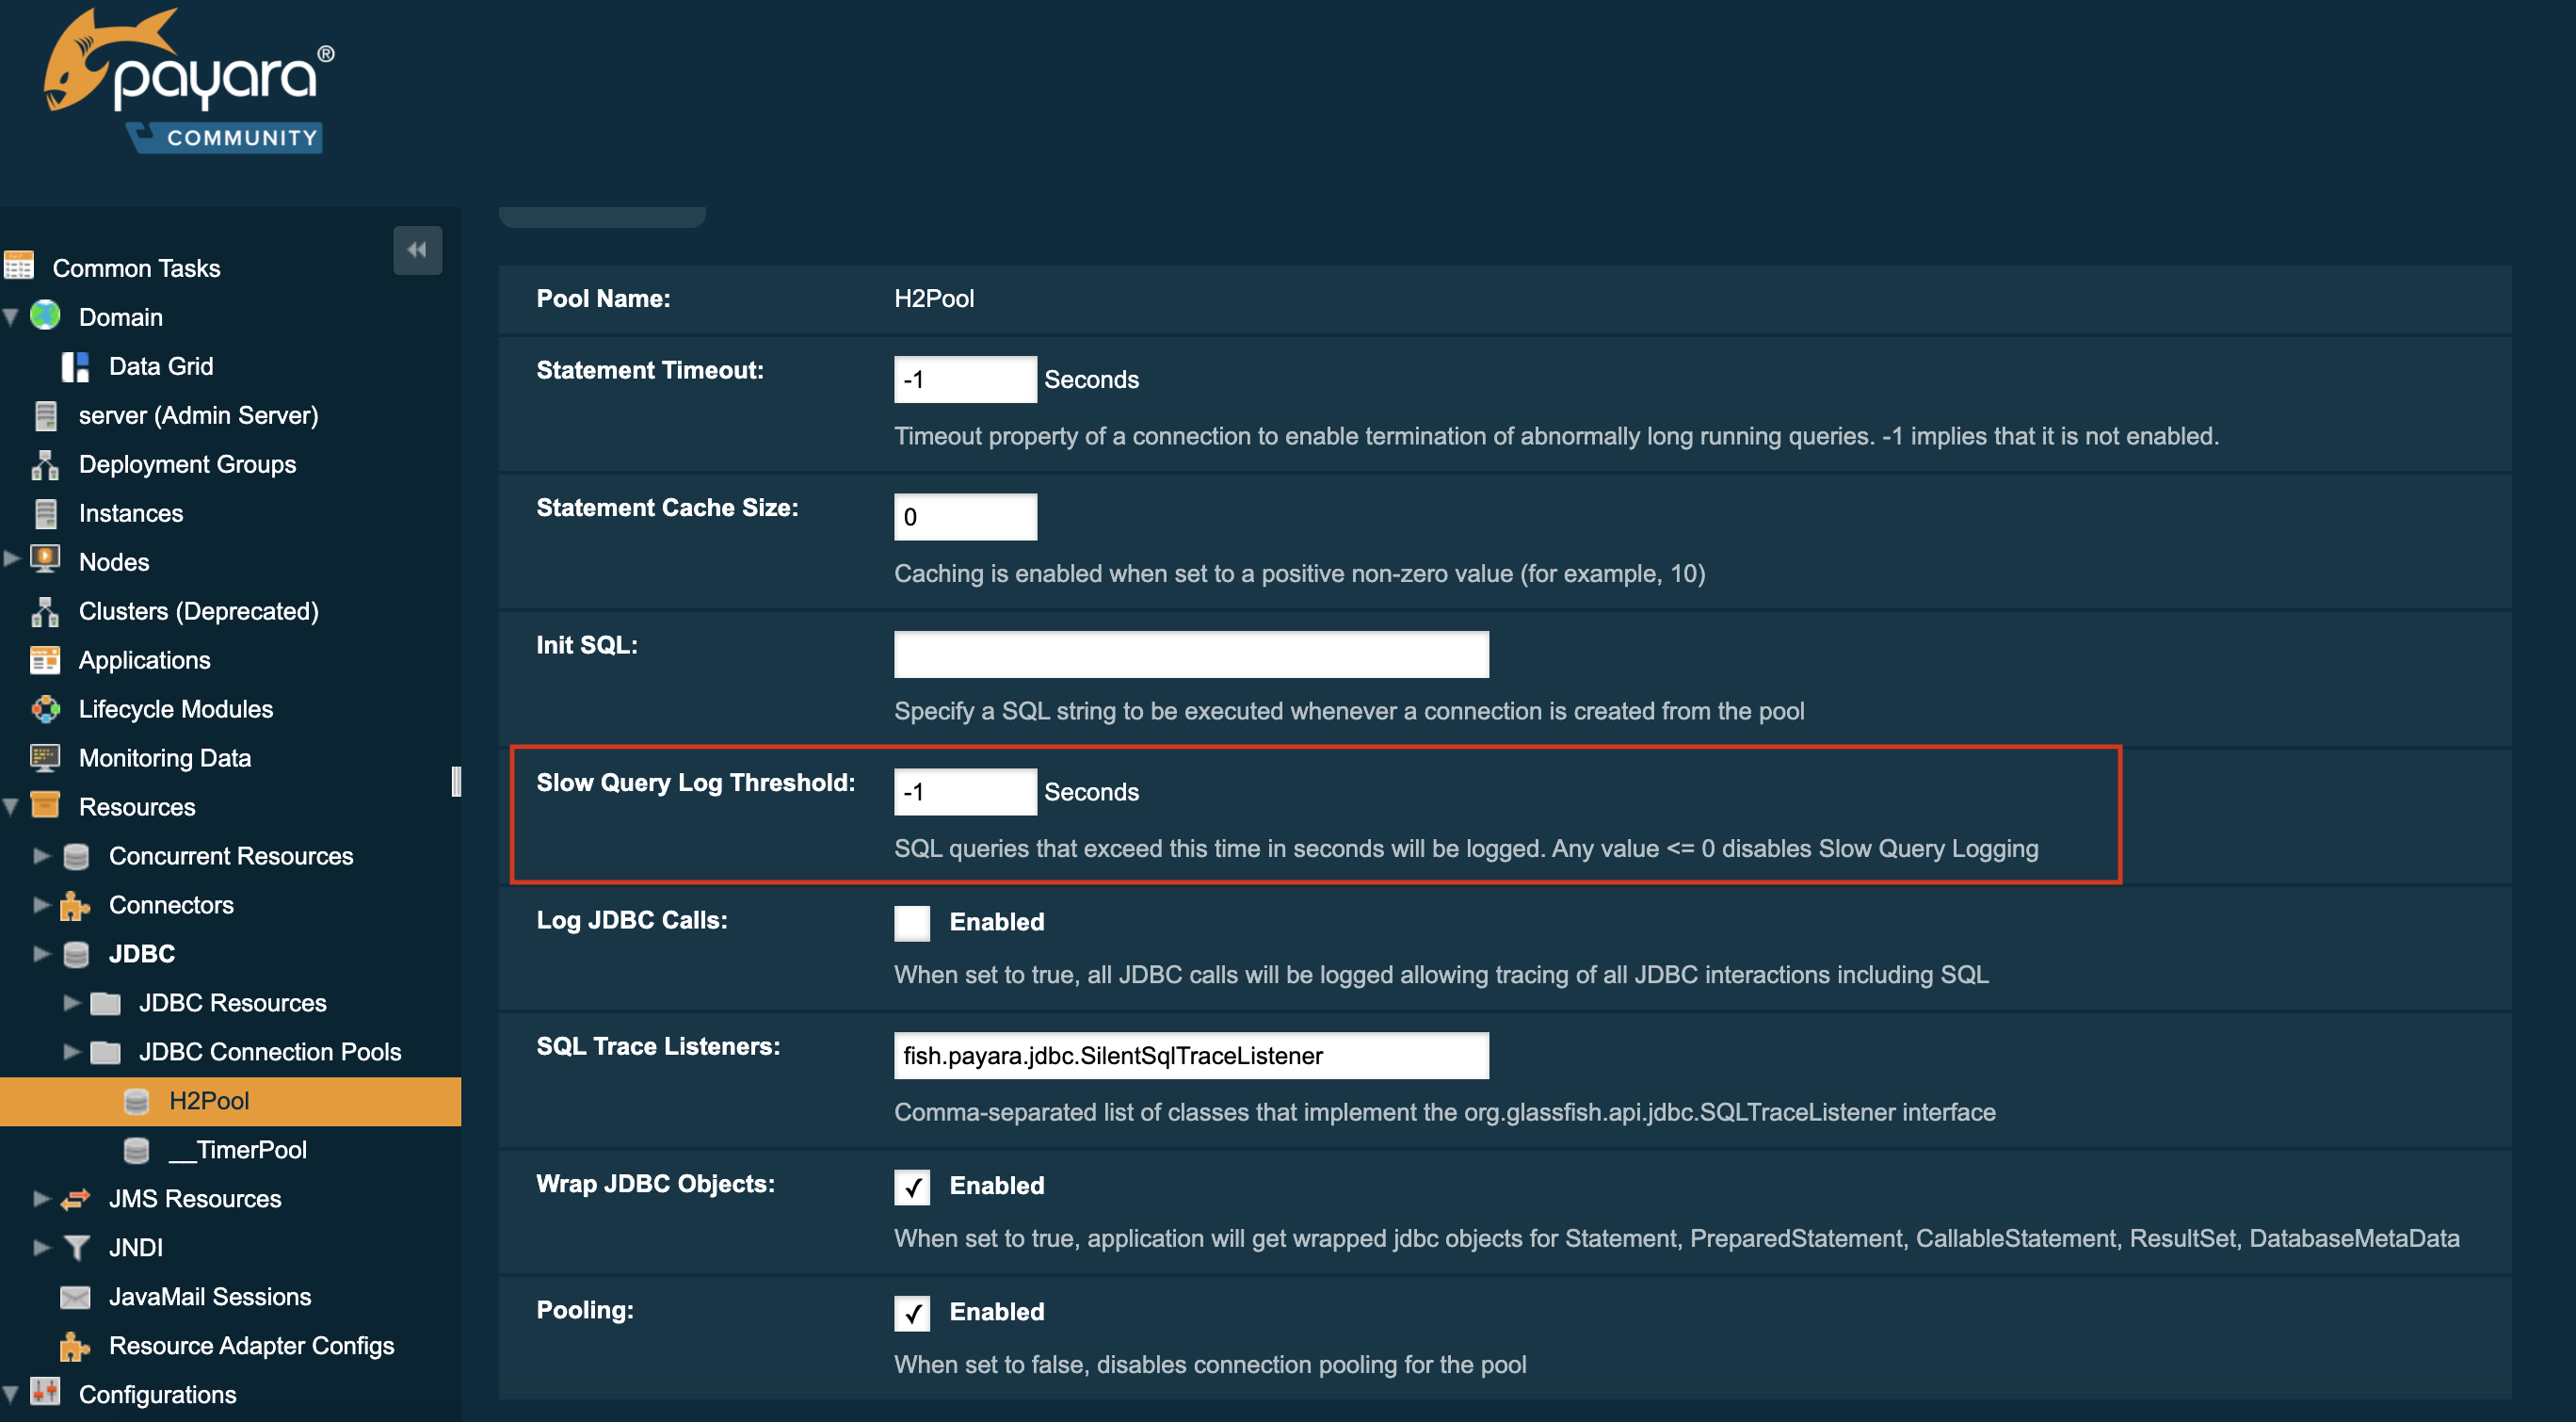 payara®
COMMUNITY
Common Tasks
Domain
Data Grid
server (Admin Server)
Deployment Groups
Instances
Nodes
Clusters (Deprecated)
Applications
Lifecycle Modules
Monitoring Data
Resources
Concurrent Resources
Connectors
JDBC
JDBC Resources
JDBC Connection Pools
H2Pool
__TimerPool
JMS Resources
JNDI
JavaMail Sessions
Resource Adapter Configs
Configurations
Pool Name: H2Pool
Statement Timeout: -1 Seconds
Timeout property of a connection to enable termination of abnormally long running queries. -1 implies that it is not enabled.
Statement Cache Size: 0
Caching is enabled when set to a positive non-zero value (for example, 10)
Init SQL:
Specify a SQL string to be executed whenever a connection is created from the pool
Slow Query Log Threshold: -1 Seconds
SQL queries that exceed this time in seconds will be logged. Any value <= 0 disables Slow Query Logging
Log JDBC Calls: Enabled
When set to true, all JDBC calls will be logged allowing tracing of all JDBC interactions including SQL
SQL Trace Listeners: fish.payara.jdbc.SilentSqlTraceListener
Comma-separated list of classes that implement the org.glassfish.api.jdbc.SQLTraceListener interface
Wrap JDBC Objects: Enabled
When set to true, application will get wrapped jdbc objects for Statement, PreparedStatement, CallableStatement, ResultSet, DatabaseMetaData
Pooling: Enabled
When set to false, disables connection pooling for the pool